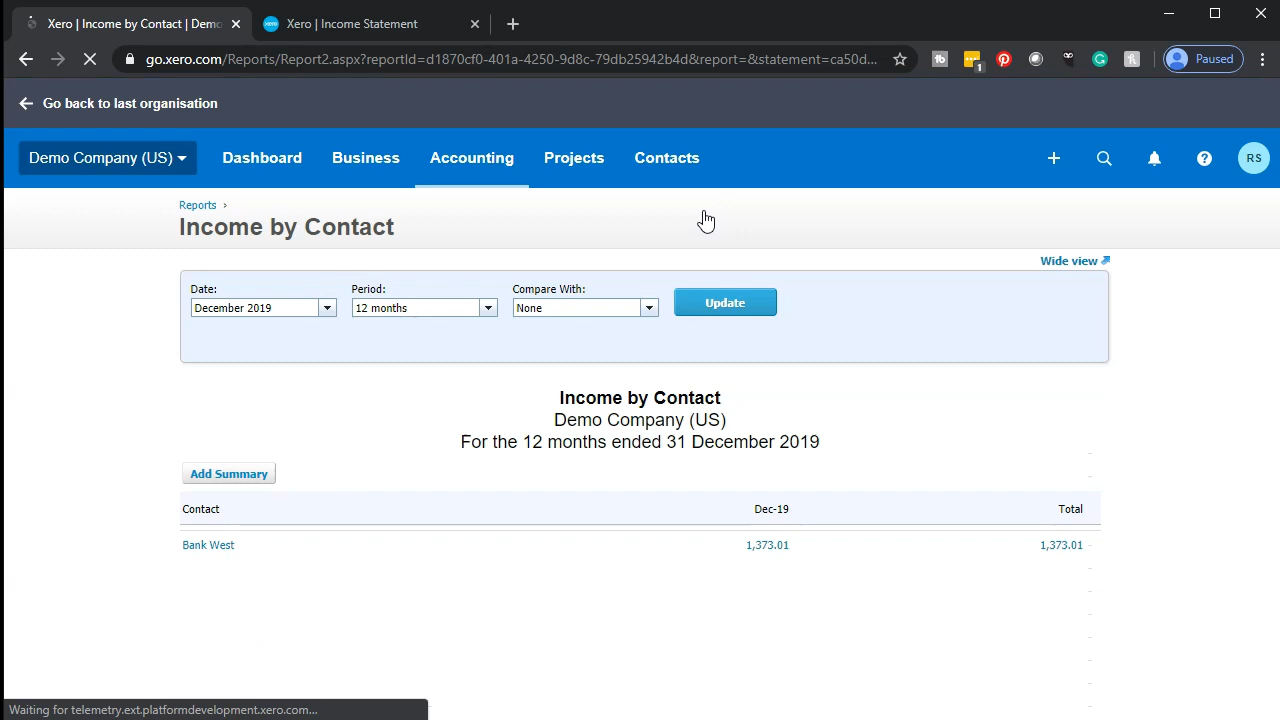 Xero | Income by Contact | Demo
Xero | Income Statement
go.xero.com/Reports/Report2.aspx?reportId=d1870cf0-401a-4250-9d8c-79db25942b4d&report=&statement=ca50d...
1
Paused
Go back to last organisation
Demo Company (US)
Dashboard
Business
Accounting
Projects
Contacts
RS
Reports ›
Income by Contact
Wide view
Date:
Period:
Compare With:
December 2019
12 months
None
Update
Income by Contact
Demo Company (US)
For the 12 months ended 31 December 2019
Add Summary
Contact Dec-19 Total
Bank West 1,373.01 1,373.01
Waiting for telemetry.ext.platformdevelopment.xero.com...